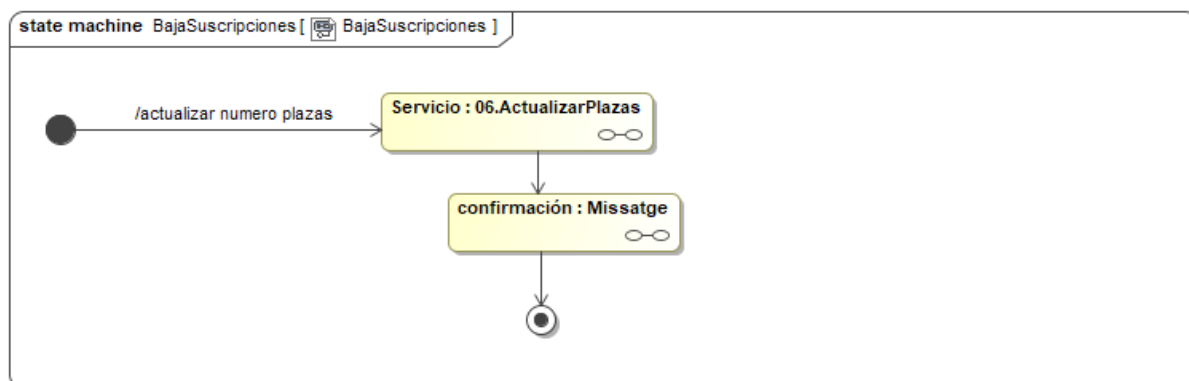 state machine BajaSuscripciones [ BajaSuscripciones ]
/actualizar numero plazas
Servicio : 06.ActualizarPlazas
confirmación : Missatge